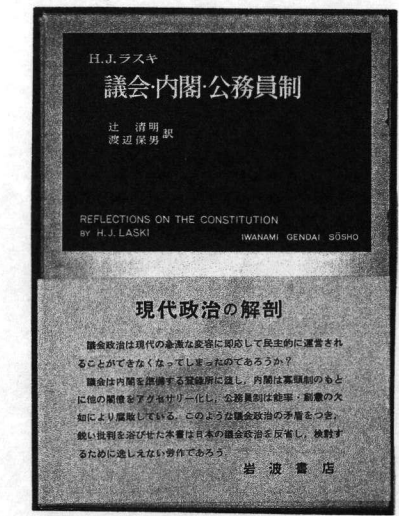 H.J.ラスキ
議会·内閣·公務員制
辻 清明
渡辺保男 訳
REFLECTIONS ON THE CONSTITUTION
BY H.J. LASKI
IWANAMI GENDAI SŌSHO
現代政治の解剖
議会政治は現代の急激な変容に即応して民主的に運営され
ることができなくなってしまったのであろうか?
議会は内閣を準備する登録所に堕し,内閣は寡頭制のもと
に他の閣僚をアクセサリー化し,公務員制は能率・創意の欠
如により腐敗している.このような議会政治の矛盾をつき,
鋭い批判を浴びせた本書は日本の議会政治を反省し,検討す
るために逸しえない労作であろう
岩波書店